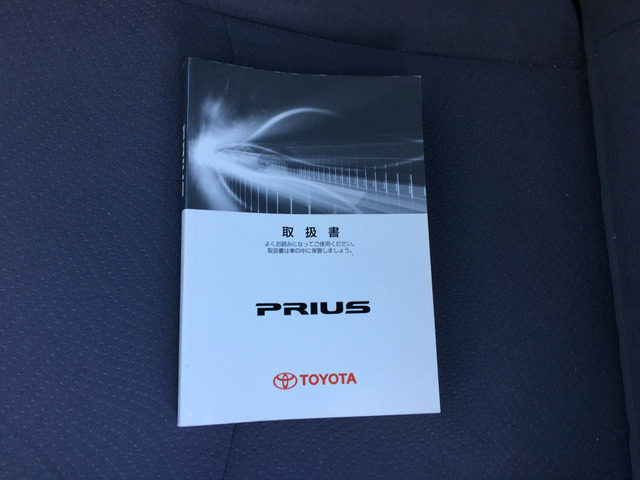 PRIUS
取扱書
よくお読みになってご使用ください。
取扱書は車の中に保管しましょう。
PRIUS
TOYOTA